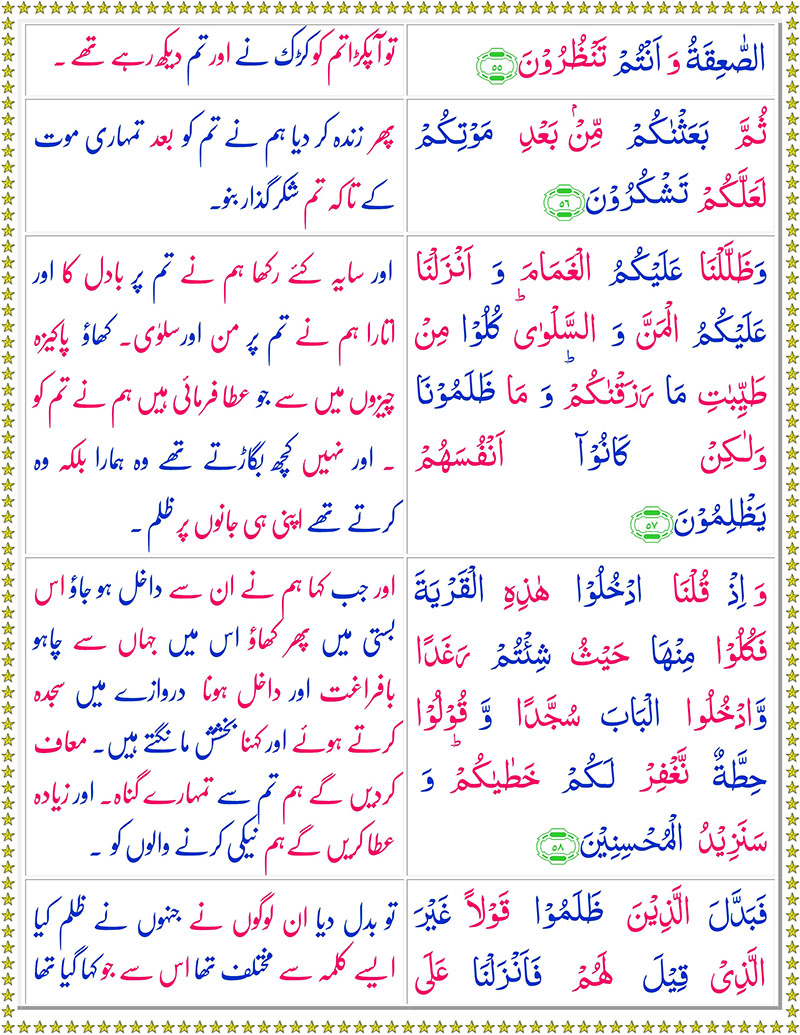 الصّٰعِقَةُ وَ اَنْتُمْ تَنْظُرُوْنَ ﴿۵۵﴾
تو آپکڑا تم کو کڑک نے اور تم دیکھ رہے تھے ۔
ثُمَّ بَعَثْنٰكُمْ مِّنْۢ بَعْدِ مَوْتِكُمْ
لَعَلَّكُمْ تَشْكُرُوْنَ ﴿۵۶﴾
پھر زندہ کر دیا ہم نے تم کو بعد تمہاری موت
کے تاکہ تم شکر گذار بنو۔
وَظَلَّلْنَا عَلَيْكُمُ الْغَمَامَ وَ اَنْزَلْنَا
عَلَيْكُمُ الْمَنَّ وَ السَّلْوٰىؕ كُلُوْا مِنْ
طَيِّبٰتِ مَا رَزَقْنٰكُمْؕ وَ مَا ظَلَمُوْنَا
وَلٰكِنْ كَانُوْٓا اَنْفُسَهُمْ
يَظْلِمُوْنَ ﴿۵۷﴾
اور سایہ کئے رکھا ہم نے تم پر بادل کا اور
اتارا ہم نے تم پر من اور سلوٰی۔ کھاؤ پاکیزہ
چیزوں میں سے جو عطا فرمائی ہیں ہم نے تم کو
۔ اور نہیں کچھ بگاڑتے تھے وہ ہمارا بلکہ وہ
کرتے تھے اپنی ہی جانوں پر ظلم ۔
وَ اِذْ قُلْنَا ادْخُلُوْا هٰذِهِ الْقَرْيَةَ
فَكُلُوْا مِنْهَا حَيْثُ شِئْتُمْ رَغَدًا
وَّادْخُلُوا الْبَابَ سُجَّدًا وَّ قُوْلُوْا
حِطَّةٌ نَّغْفِرْ لَكُمْ خَطٰيٰكُمْؕ وَ
سَنَزِيْدُ الْمُحْسِنِيْنَ ﴿۵۸﴾
اور جب کہا ہم نے ان سے داخل ہو جاؤ اس
بستی میں پھر کھاؤ اس میں جہاں سے چاہو
بافراغت اور داخل ہونا دروازے میں سجدہ
کرتے ہوئے اور کہنا بخشش مانگتے ہیں۔ معاف
کردیں گے ہم تم سے تمہارے گناہ۔ اور زیادہ
عطا کریں گے ہم نیکی کرنے والوں کو ۔
فَبَدَّلَ الَّذِيْنَ ظَلَمُوْا قَوْلاً غَيْرَ
الَّذِىْ قِيْلَ لَهُمْ فَاَنْزَلْنَا عَلَى
تو بدل دیا ان لوگوں نے جنہوں نے ظلم کیا
ایسے کلمہ سے مختلف تھا اس سے جو کہا گیا تھا